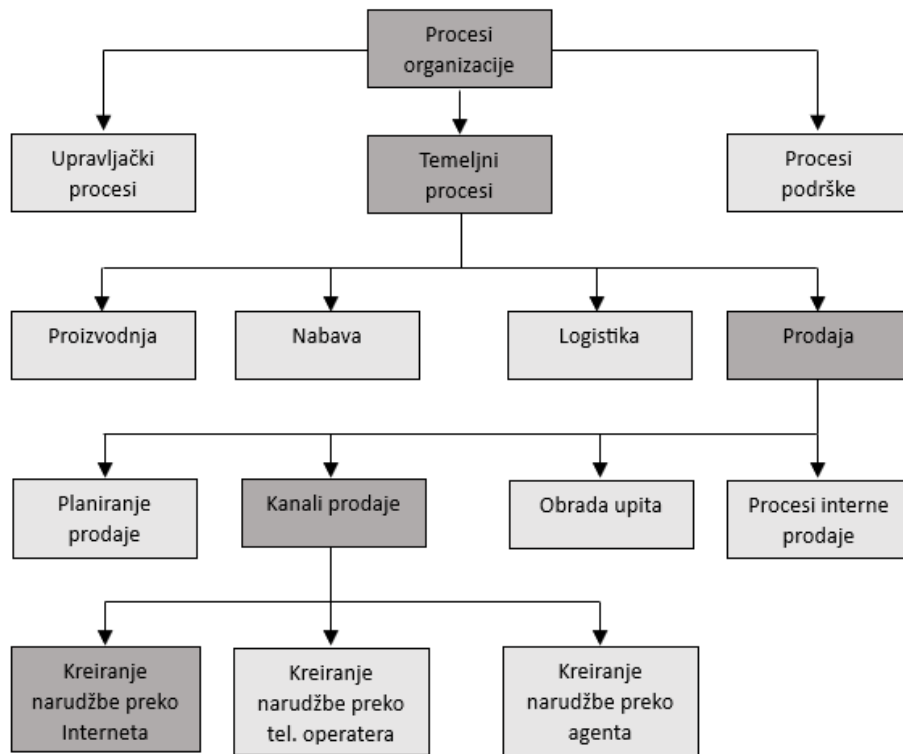 Procesi
organizacije
Upravljački
procesi
Temeljni
procesi
Procesi
podrške
Proizvodnja
Nabava
Logistika
Prodaja
Planiranje
prodaje
Kanali prodaje
Obrada upita
Procesi interne
prodaje
Kreiranje
narudžbe preko
Interneta
Kreiranje
narudžbe preko
tel. operatera
Kreiranje
narudžbe preko
agenta